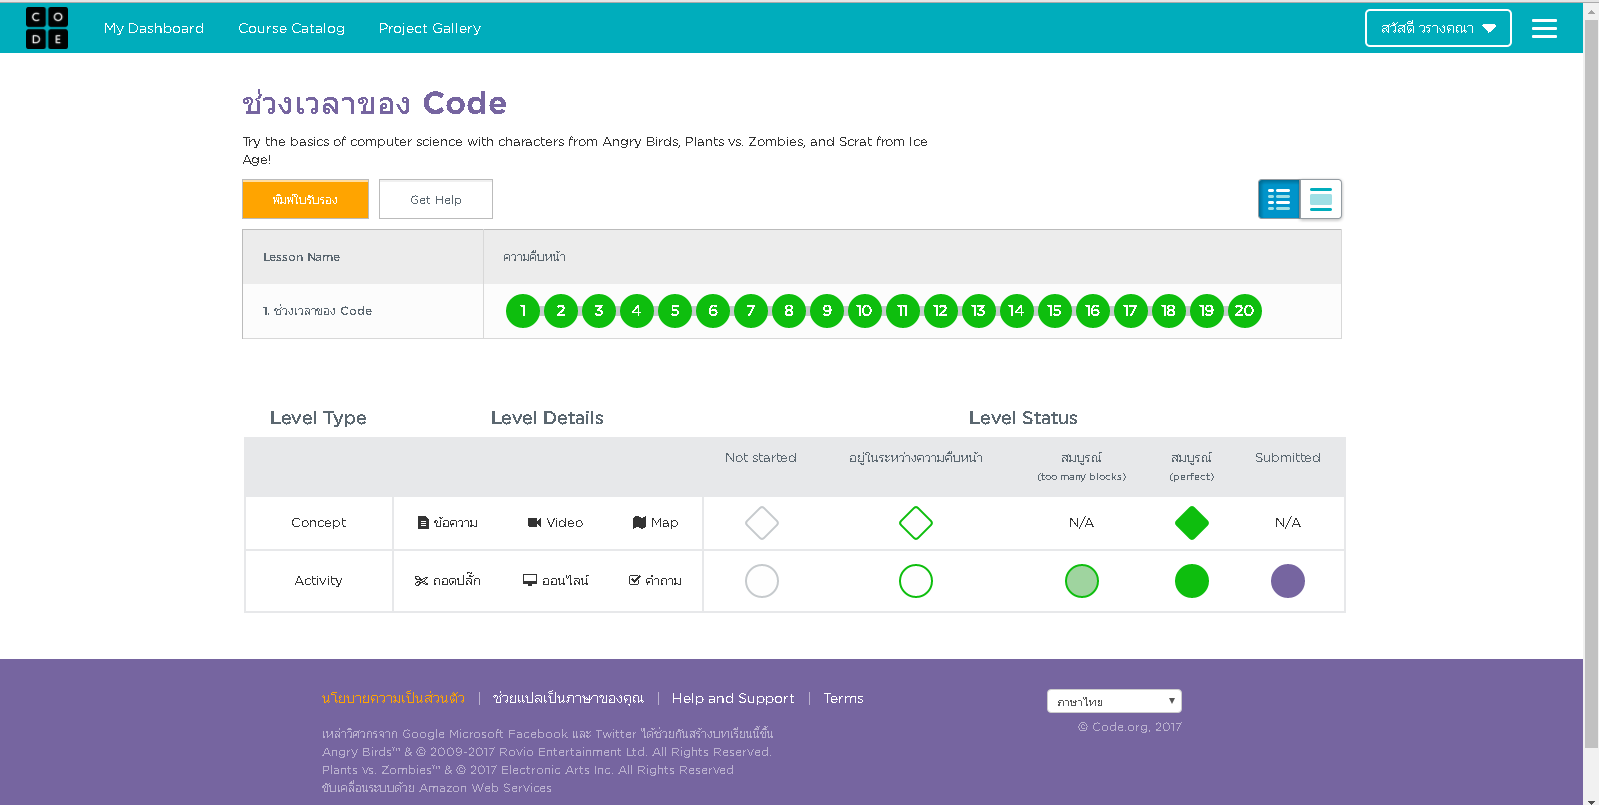 C O
D E
My Dashboard Course Catalog Project Gallery สวัสดี วรางคณา
ช่วงเวลาของ Code
Try the basics of computer science with characters from Angry Birds, Plants vs. Zombies, and Scrat from Ice
Age!
พิมพ์ใบรับรอง Get Help
Lesson Name ความคืบหน้า
1. ช่วงเวลาของ Code 1 2 3 4 5 6 7 8 9 10 11 12 13 14 15 16 17 18 19 20
Level Type Level Details Level Status
Not started อยู่ในระหว่างความคืบหน้า สมบูรณ์ สมบูรณ์ Submitted
(too many blocks) (perfect)
Concept ข้อความ Video Map N/A N/A
Activity ถอดปลั๊ก ออนไลน์ คำถาม
นโยบายความเป็นส่วนตัว | ช่วยแปลเป็นภาษาของคุณ | Help and Support | Terms ภาษาไทย
© Code.org, 2017
เหล่าวิศวกรจาก Google Microsoft Facebook และ Twitter ได้ช่วยกันสร้างบทเรียนนี้ขึ้น
Angry Birds™ & © 2009-2017 Rovio Entertainment Ltd. All Rights Reserved.
Plants vs. Zombies™ & © 2017 Electronic Arts Inc. All Rights Reserved
ขับเคลื่อนระบบด้วย Amazon Web Services